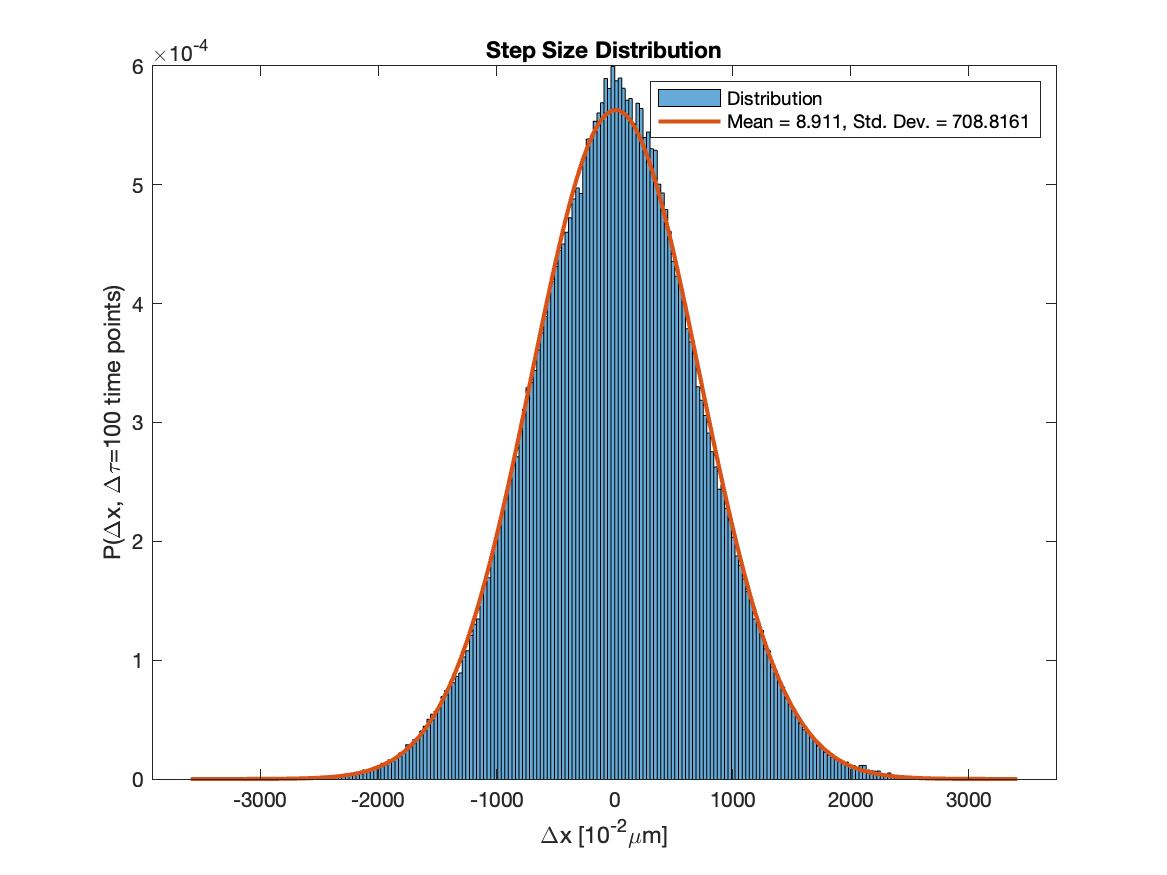 Step Size Distribution
×10⁻⁴
6
5
4
3
2
1
0
P(Δx, Δτ=100 time points)
Distribution
Mean = 8.911, Std. Dev. = 708.8161
-3000 -2000 -1000 0 1000 2000 3000
Δx [10⁻²μm]